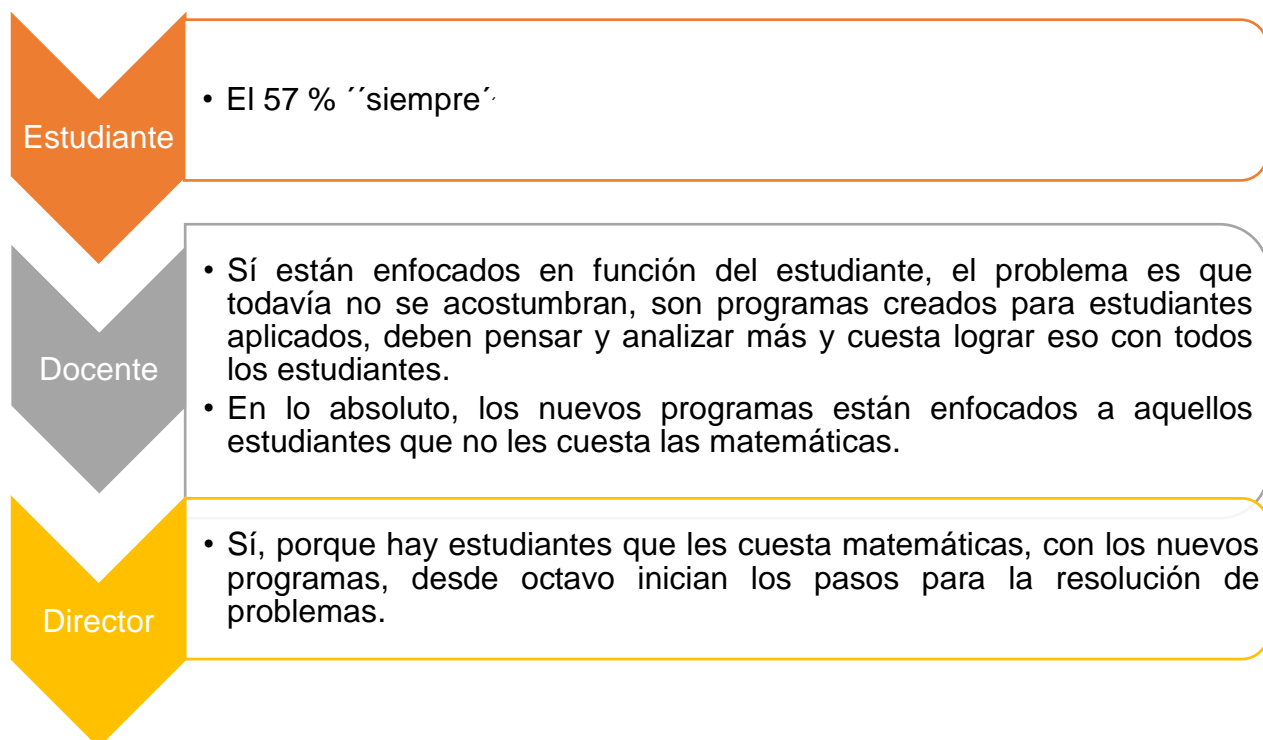 Estudiante
• El 57 % ´´siempre´´
Docente
• Sí están enfocados en función del estudiante, el problema es que
todavía no se acostumbran, son programas creados para estudiantes
aplicados, deben pensar y analizar más y cuesta lograr eso con todos
los estudiantes.
• En lo absoluto, los nuevos programas están enfocados a aquellos
estudiantes que no les cuesta las matemáticas.
Director
• Sí, porque hay estudiantes que les cuesta matemáticas, con los nuevos
programas, desde octavo inician los pasos para la resolución de
problemas.